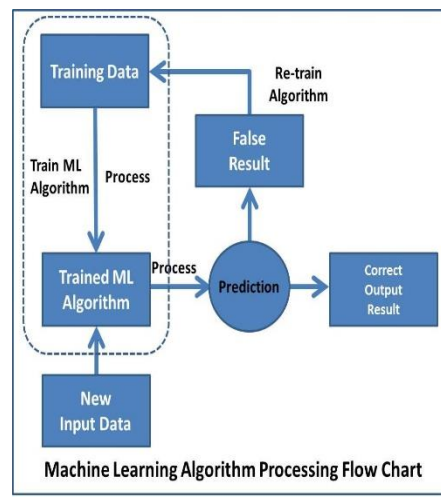 Training Data
Re-train
Algorithm
False
Result
Train ML
Algorithm
Process
Trained ML
Algorithm
Process
Prediction
Correct
Output
Result
New
Input Data
Machine Learning Algorithm Processing Flow Chart